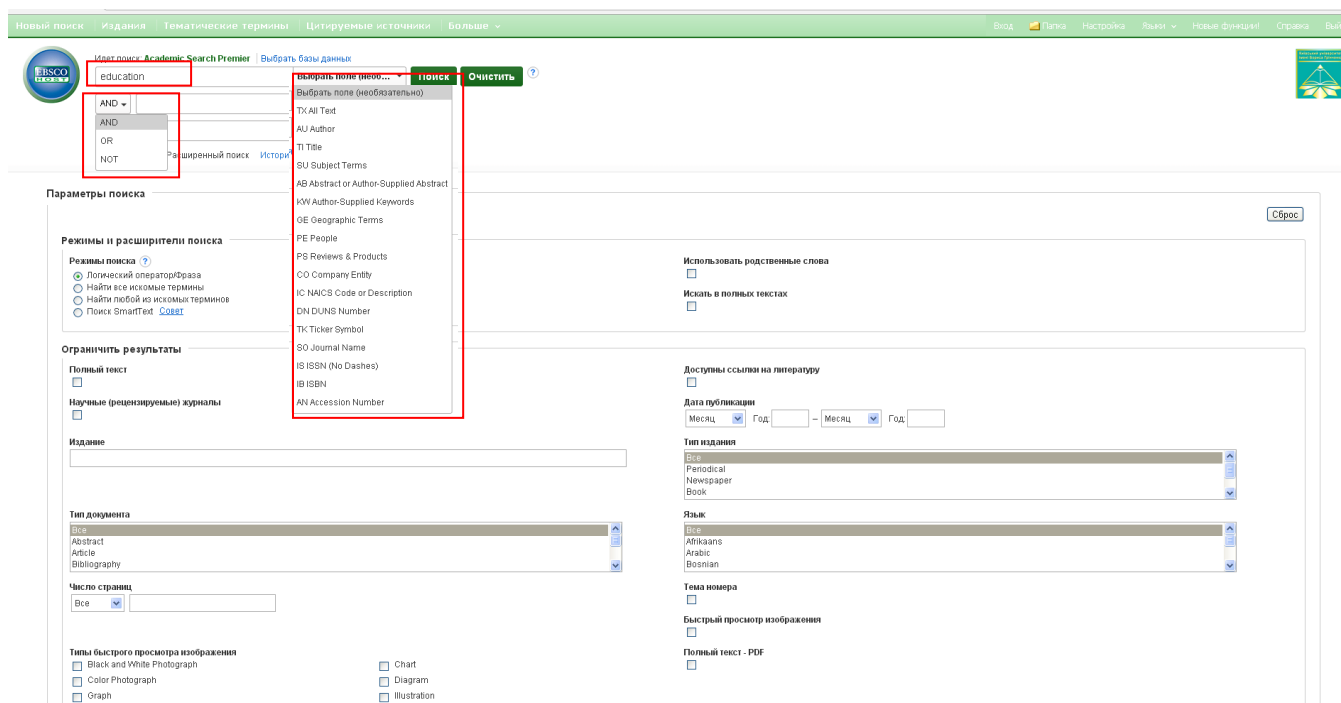 Новый поиск Издания Тематические термины Цитируемые источники Больше Вход Папка Настройка Языки Новые функции! Справка
Идет поиск: Academic Search Premier Выбрать базы данных
EBSCO HOST
education Выбрать поле (необ... Поиск Очистить ?
Выбрать поле (необязательно)
AND
TX All Text
AND
AU Author
OR
TI Title
NOT Расширенный поиск
SU Subject Terms
AB Abstract or Author-Supplied Abstract
KW Author-Supplied Keywords
GE Geographic Terms
PE People
PS Reviews & Products
CO Company Entity
IC NAICS Code or Description
DN DUNS Number
TK Ticker Symbol
SO Journal Name
IS ISSN (No Dashes)
IB ISBN
AN Accession Number
Параметры поиска
Сброс
Режимы и расширители поиска
Режимы поиска ?
Логический оператор/Фраза
Найти все искомые термины
Найти любой из искомых терминов
Поиск SmartText Совет
Использовать родственные слова
Искать в полных текстах
Ограничить результаты
Полный текст
Доступны ссылки на литературу
Научные (рецензируемые) журналы
Дата публикации
Месяц Год: – Месяц Год:
Издание
Тип издания
Все
Periodical
Newspaper
Book
Тип документа
Все
Abstract
Article
Bibliography
Язык
Все
Afrikaans
Arabic
Bosnian
Число страниц
Все
Тема номера
Быстрый просмотр изображения
Типы быстрого просмотра изображения
Полный текст - PDF
Black and White Photograph Chart
Color Photograph Diagram
Graph Illustration